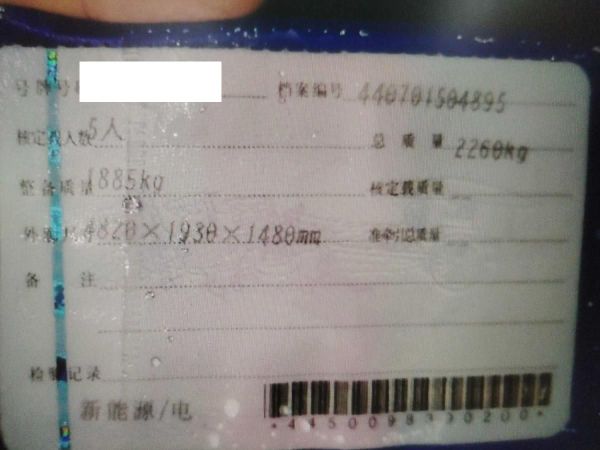 号牌号 档案编号 440701504895
核定载人数 5人 总质量 2260kg
整备质量 1885kg 核定载质量
外廓尺寸 4820×1930×1480mm 准牵引总质量
备注
检验记录
新能源/电